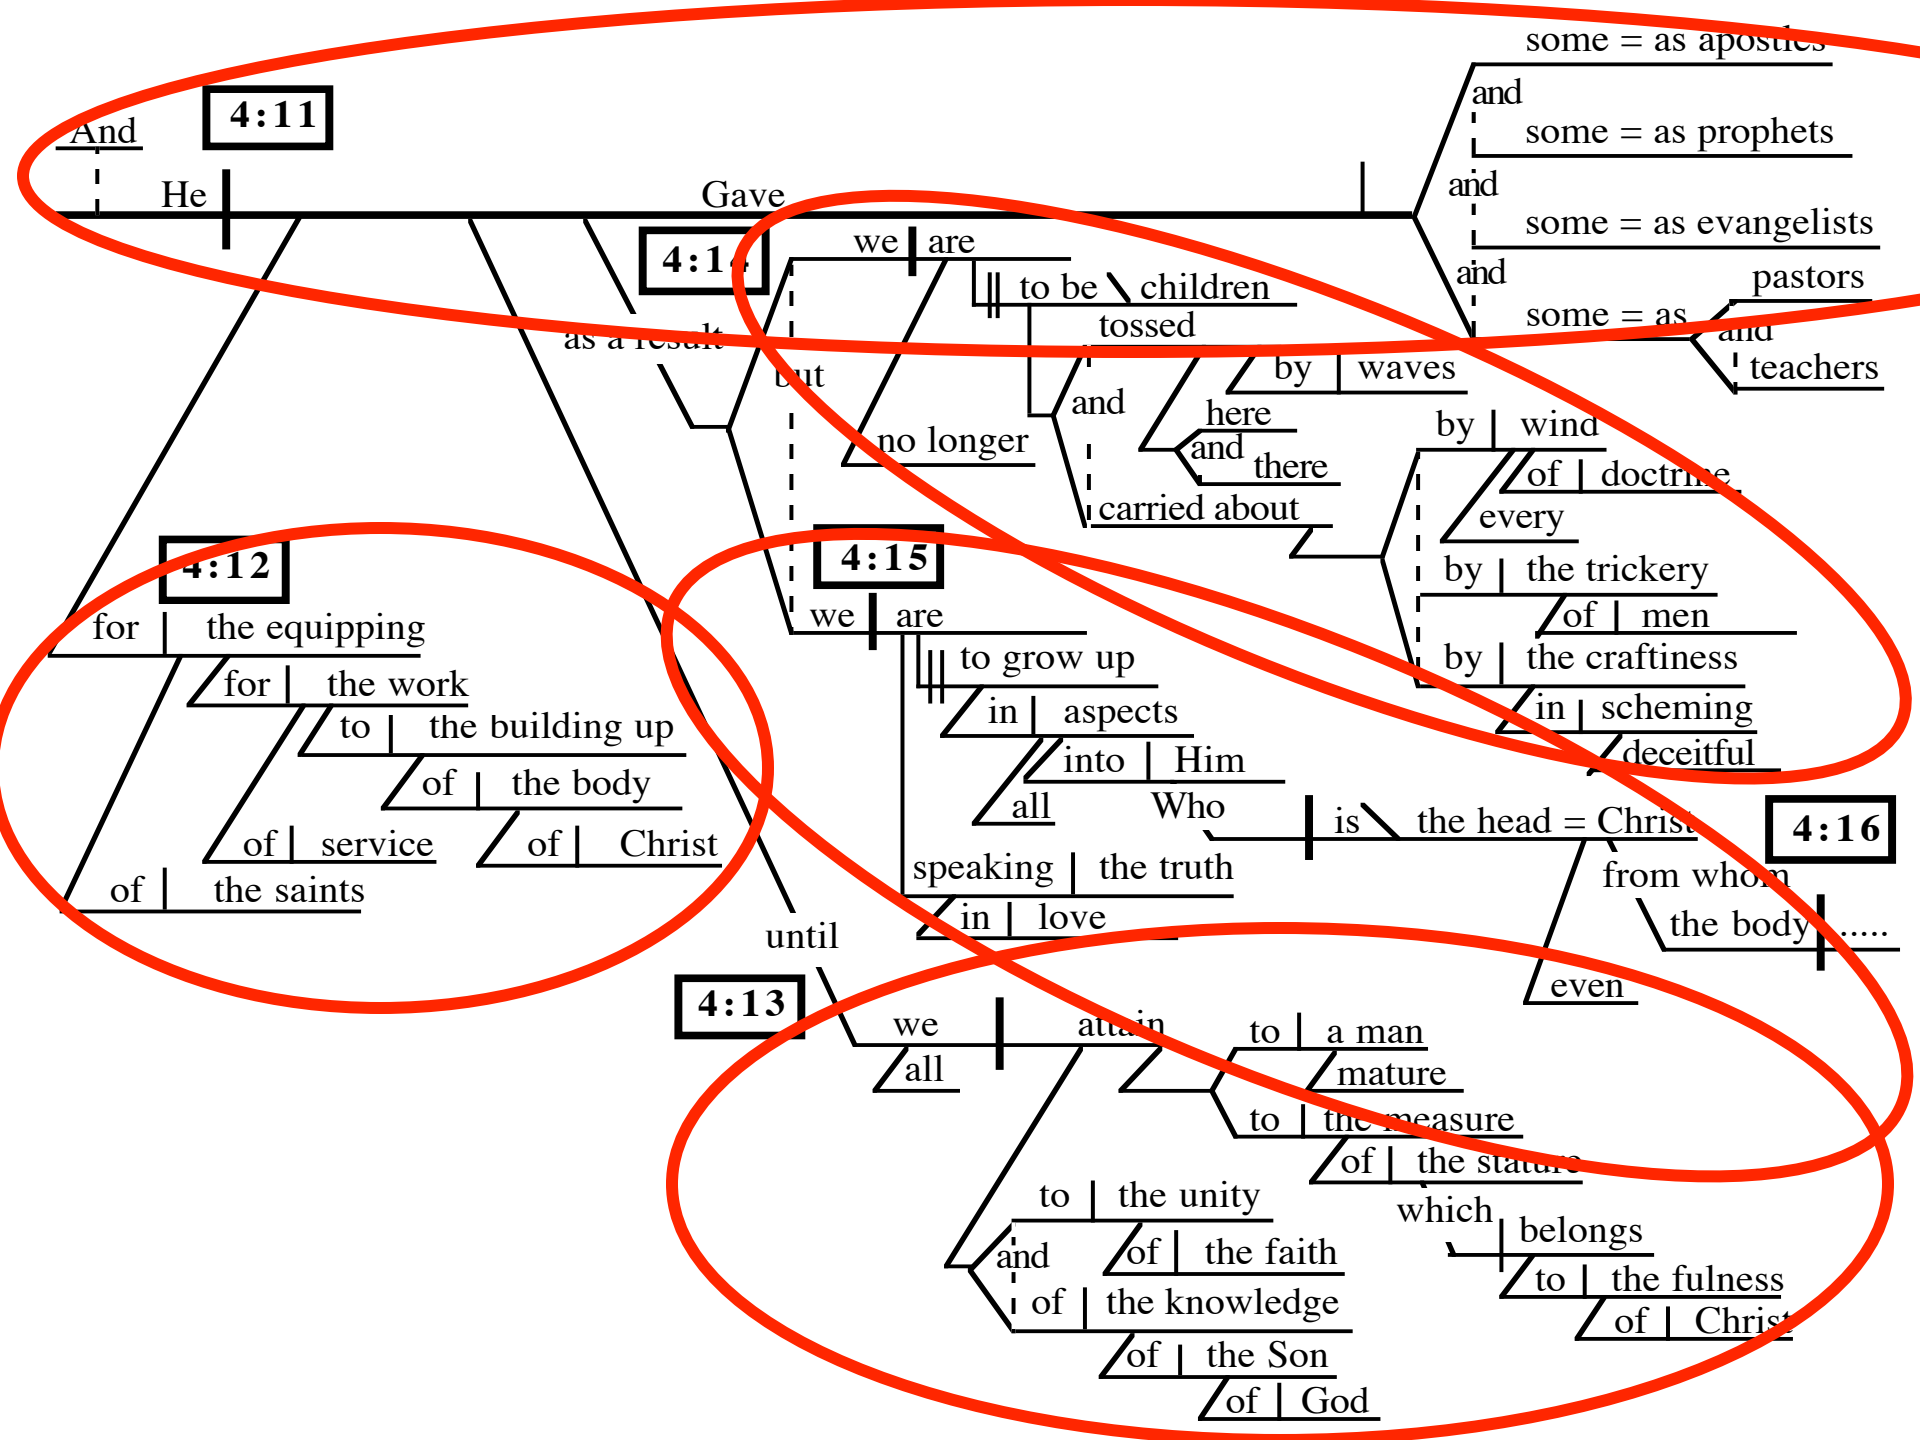 some = as apostles
and
4:11
And
some = as prophets
He
Gave
and
some = as evangelists
4:14
we are
and
pastors
to be children
some = as
and
tossed
as a result
but
by waves
teachers
and
here
and
there
no longer
by wind
of doctrine
every
carried about
4:12
4:15
by the trickery
of men
for the equipping
we are
to grow up
by the craftiness
for the work
in aspects
in scheming
to the building up
into Him
deceitful
of the body
all
Who
is the head = Christ
4:16
of service
of Christ
speaking the truth
from whom
of the saints
in love
the body .....
until
even
4:13
we attain
to a man
all
mature
to the measure
of the stature
to the unity
which
belongs
and
of the faith
to the fulness
of the knowledge
of Christ
of the Son
of God